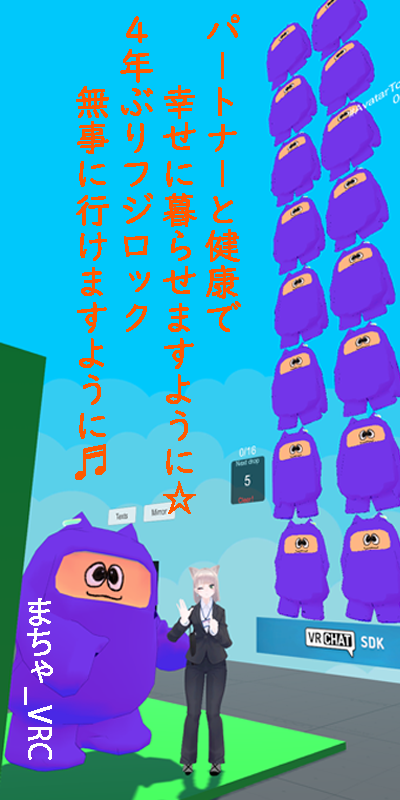 パートナーと健康で
幸せに暮らせますように☆
４年ぶりフジロック
無事に行けますように♬
AvatarTo
0/16
Next drop
5
Tests
Mirror
VRCHAT SDK
まちゃ_VRC